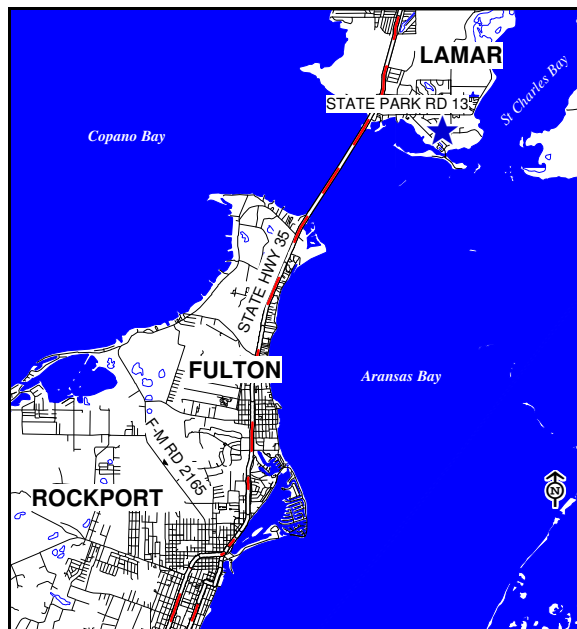 LAMAR
STATE PARK RD 13
St Charles Bay
Copano Bay
STATE HWY 35
FULTON
Aransas Bay
F-M RD 2165
ROCKPORT
N